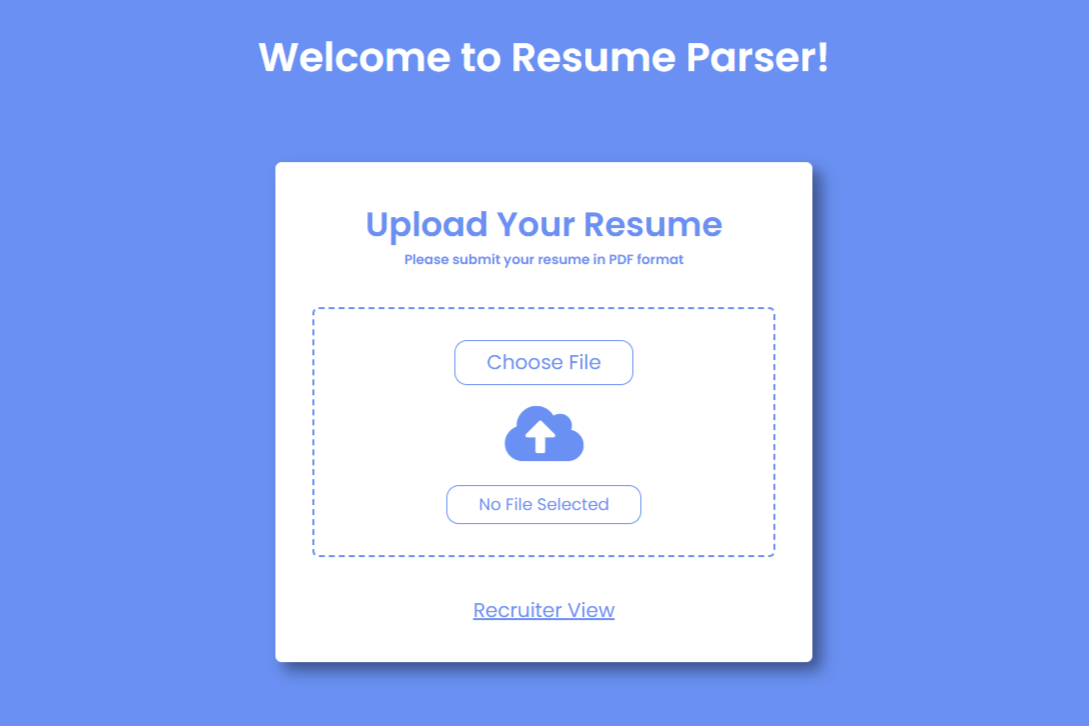 Welcome to Resume Parser!
Upload Your Resume
Please submit your resume in PDF format
Choose File
No File Selected
Recruiter View